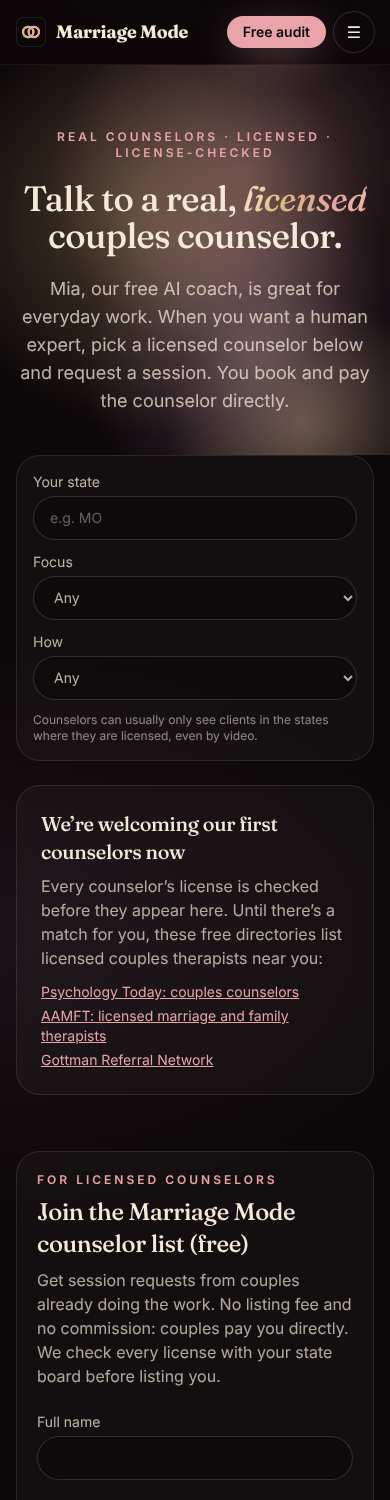 Marriage Mode
Free audit
☰
REAL COUNSELORS · LICENSED ·
LICENSE-CHECKED
Talk to a real, licensed
couples counselor.
Mia, our free AI coach, is great for
everyday work. When you want a human
expert, pick a licensed counselor below
and request a session. You book and pay
the counselor directly.
Your state
e.g. MO
Focus
Any
How
Any
Counselors can usually only see clients in the states
where they are licensed, even by video.
We’re welcoming our first
counselors now
Every counselor’s license is checked
before they appear here. Until there’s a
match for you, these free directories list
licensed couples therapists near you:
Psychology Today: couples counselors
AAMFT: licensed marriage and family
therapists
Gottman Referral Network
FOR LICENSED COUNSELORS
Join the Marriage Mode
counselor list (free)
Get session requests from couples
already doing the work. No listing fee and
no commission: couples pay you directly.
We check every license with your state
board before listing you.
Full name